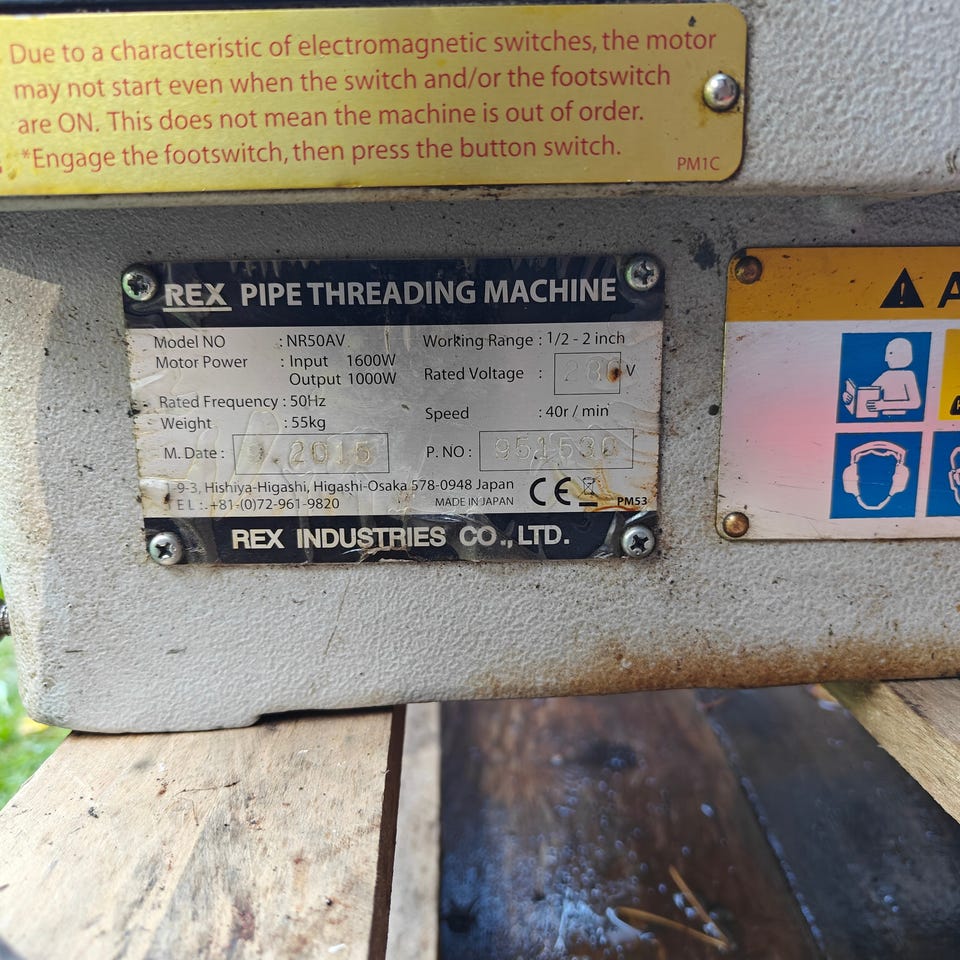 Due to a characteristic of electromagnetic switches, the motor
may not start even when the switch and/or the footswitch
are ON. This does not mean the machine is out of order.
*Engage the footswitch, then press the button switch.
PM1C
REX PIPE THREADING MACHINE
Model NO : NR50AV Working Range : 1/2 - 2 inch
Motor Power : Input 1600W
Output 1000W Rated Voltage : V
Rated Frequency : 50Hz
Weight : 55kg Speed : 40r / min
M. Date : 9.2015 P. NO : 951530
1-9-3, Hishiya-Higashi, Higashi-Osaka 578-0948 Japan
T E L : . +81-(0)72-961-9820 MADE IN JAPAN CE PM53
REX INDUSTRIES CO., LTD.